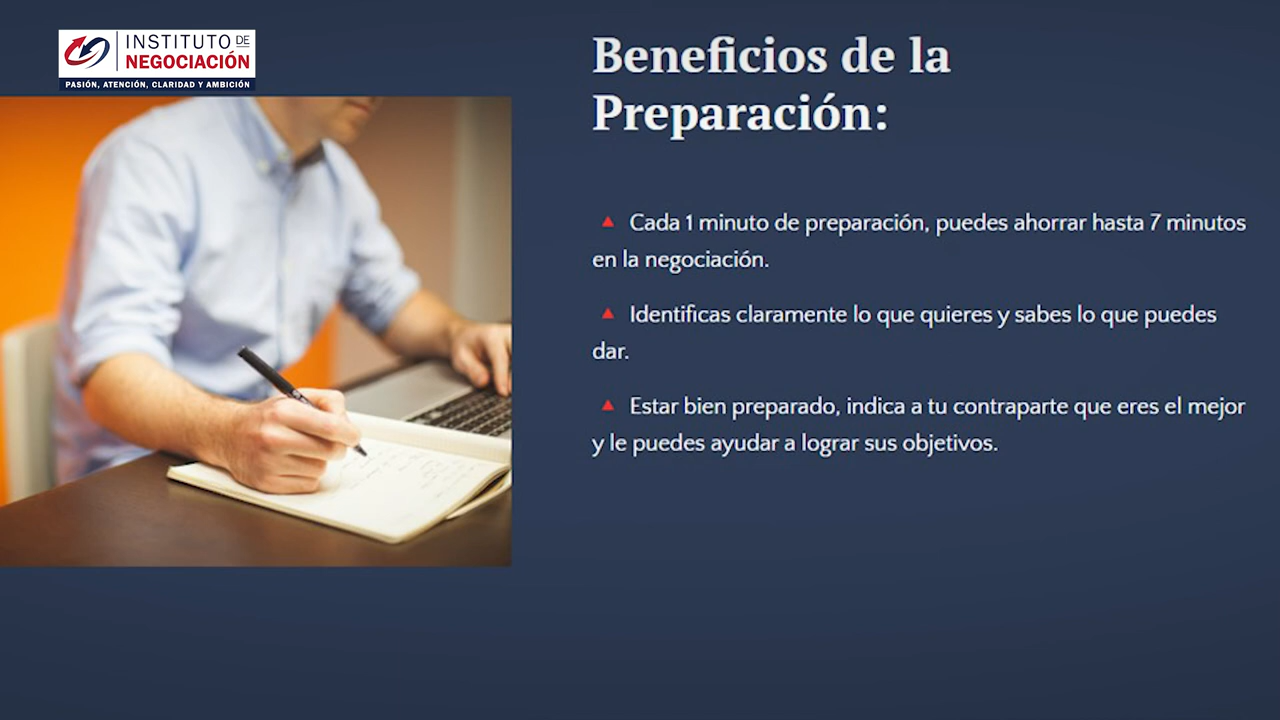 INSTITUTO DE
NEGOCIACIÓN
PASIÓN, ATENCIÓN, CLARIDAD Y AMBICIÓN
Beneficios de la
Preparación:
🔺 Cada 1 minuto de preparación, puedes ahorrar hasta 7 minutos
en la negociación.
🔺 Identificas claramente lo que quieres y sabes lo que puedes
dar.
🔺 Estar bien preparado, indica a tu contraparte que eres el mejor
y le puedes ayudar a lograr sus objetivos.